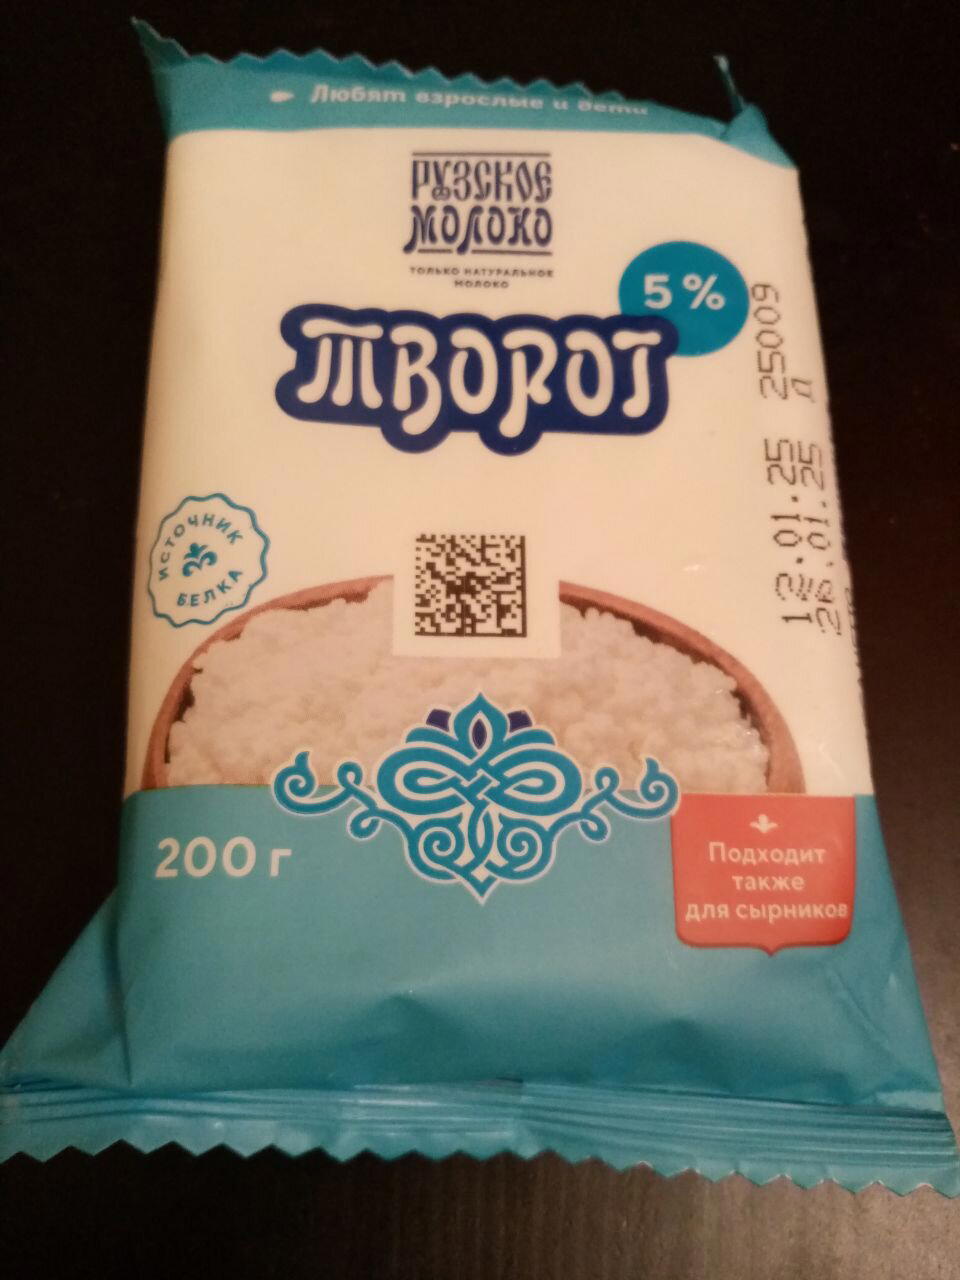 Любят взрослые и дети
РУЗСКОЕ
МОЛОКО
ТОЛЬКО НАТУРАЛЬНОЕ
МОЛОКО
5 %
ТВОРОГ
ИСТОЧНИК
БЕЛКА
200 г
Подходит
также
для сырников
12.01.25 25009
26.01.25 Д